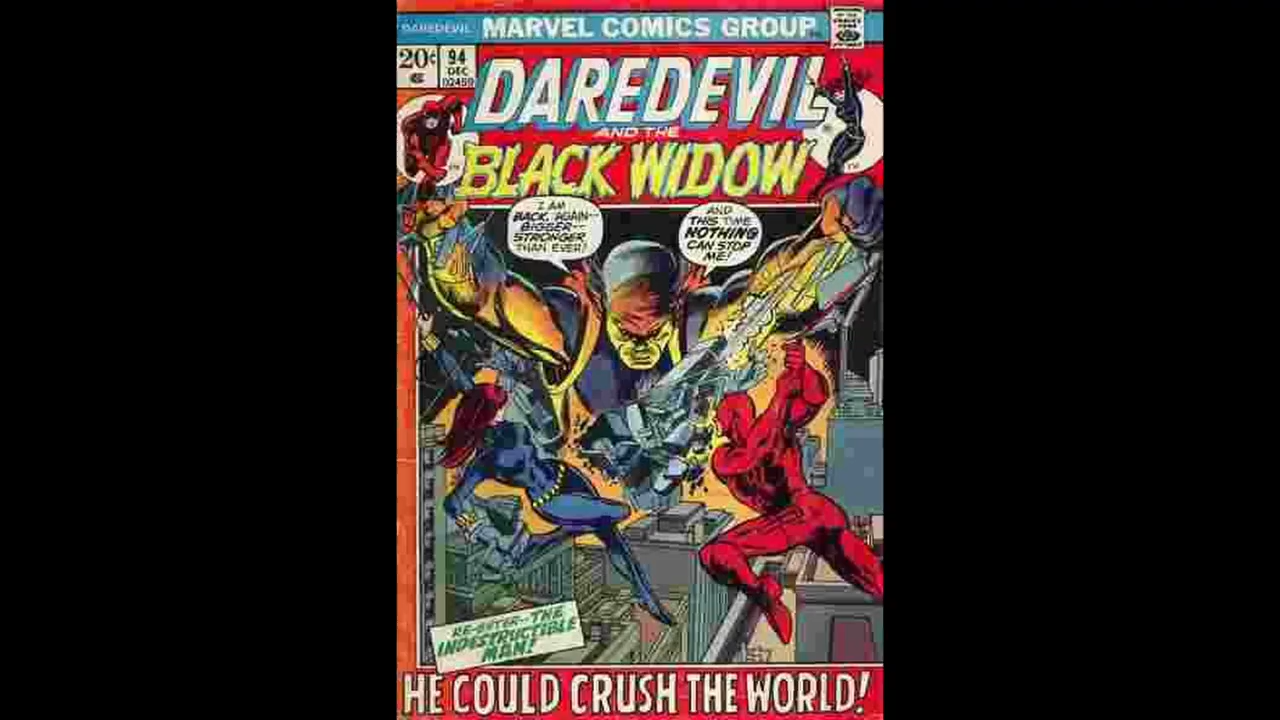 DAREDEVIL
MARVEL COMICS GROUP
20¢
94
DEC
02459
DAREDEVIL
AND THE
BLACK WIDOW
I AM
BACK, AGAIN--
BIGGER--
STRONGER
THAN EVER!
AND
THIS TIME
NOTHING
CAN STOP
ME!
RE-ENTER--THE
INDESTRUCTIBLE
MAN!
HE COULD CRUSH THE WORLD!